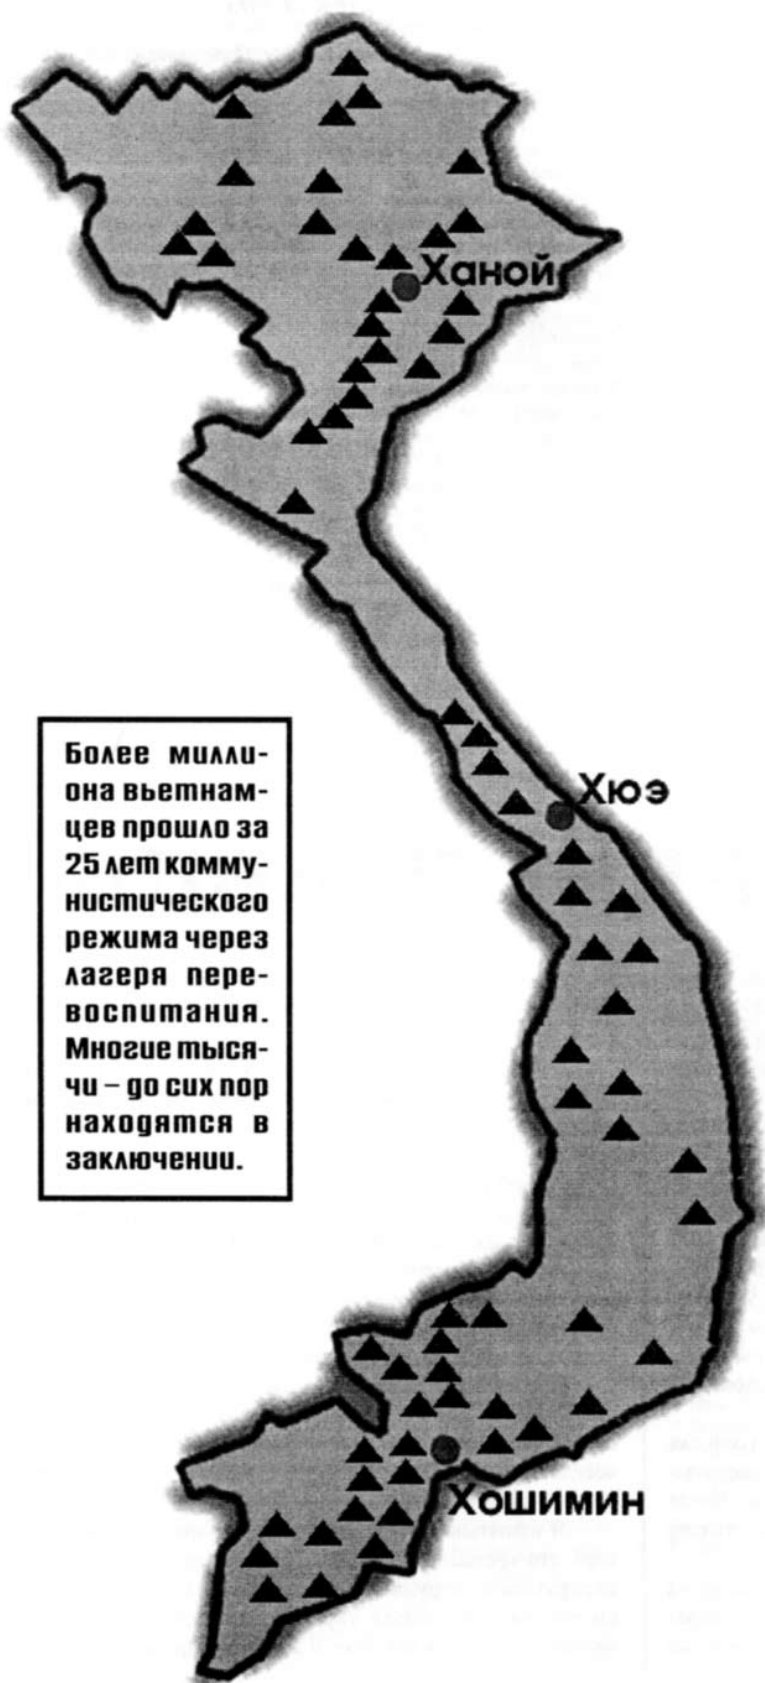 Ханой
Хюэ
Более милли-
она вьетнам-
цев прошло за
25 лет комму-
нистического
режима через
лагеря пере-
воспитания.
Многие тыся-
чи – до сих пор
находятся в
заключении.
Хошимин